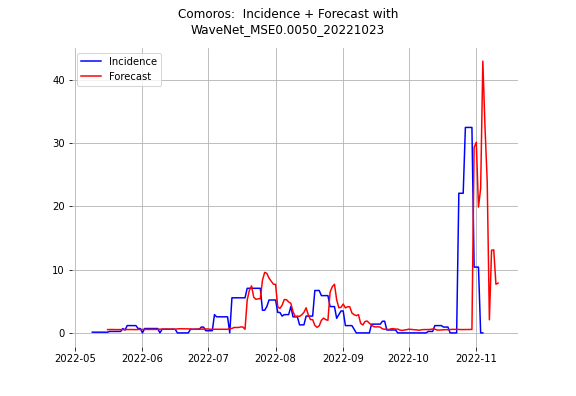 Comoros:  Incidence + Forecast with
WaveNet_MSE0.0050_20221023
Incidence
Forecast
40
30
20
10
0
2022-05 2022-06 2022-07 2022-08 2022-09 2022-10 2022-11